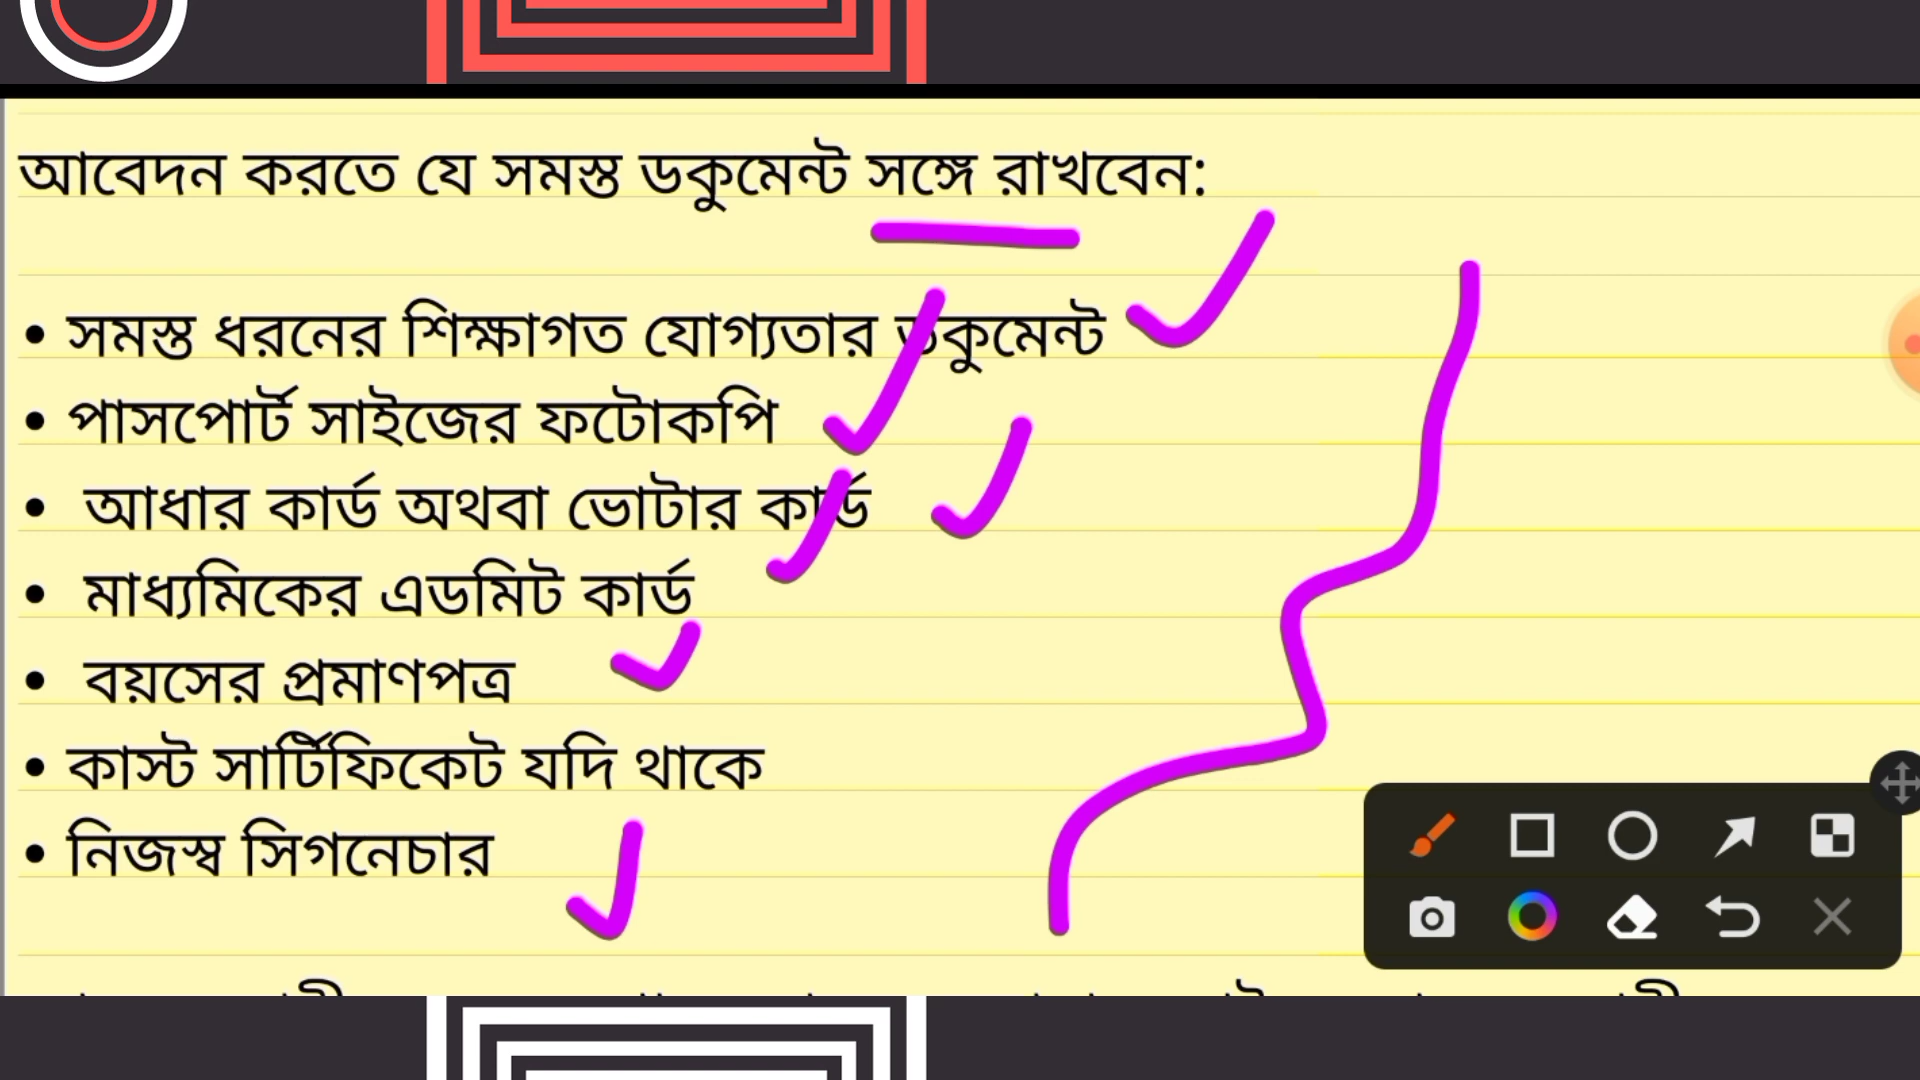 আবেদন করতে যে সমস্ত ডকুমেন্ট সঙ্গে রাখবেন:
• সমস্ত ধরনের শিক্ষাগত যোগ্যতার ডকুমেন্ট
• পাসপোর্ট সাইজের ফটোকপি
• আধার কার্ড অথবা ভোটার কার্ড
• মাধ্যমিকের এডমিট কার্ড
• বয়সের প্রমাণপত্র
• কাস্ট সার্টিফিকেট যদি থাকে
• নিজস্ব সিগনেচার